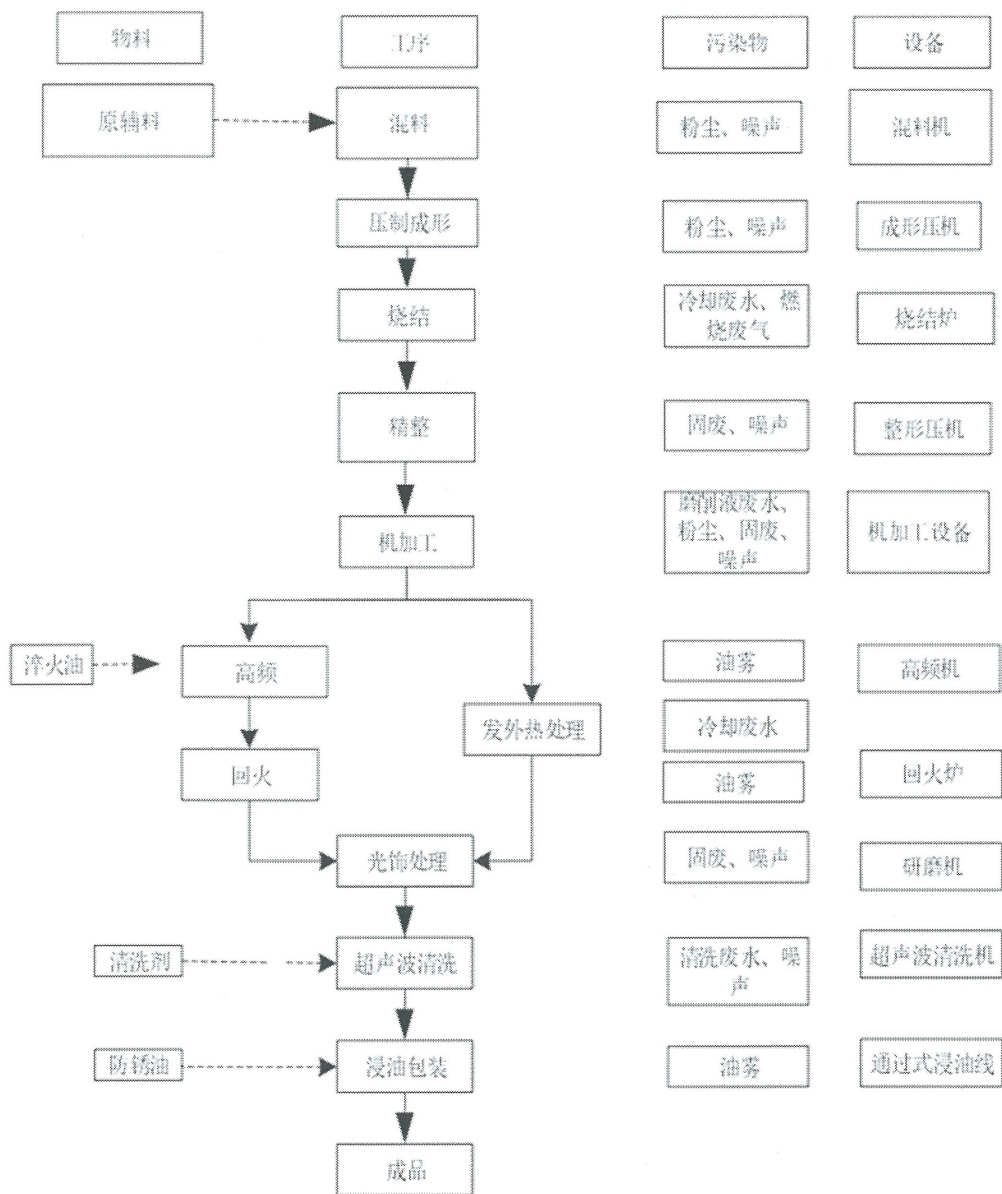 物料
工序
污染物
设备
原辅料
混料
粉尘、噪声
混料机
压制成形
粉尘、噪声
成形压机
烧结
冷却废水、燃
烧废气
烧结炉
精整
固废、噪声
整形压机
机加工
磨削液废水、
粉尘、固废、
噪声
机加工设备
淬火油
高频
油雾
高频机
发外热处理
冷却废水
回火
油雾
回火炉
光饰处理
固废、噪声
研磨机
清洗剂
超声波清洗
清洗废水、噪
声
超声波清洗机
防锈油
浸油包装
油雾
通过式浸油线
成品